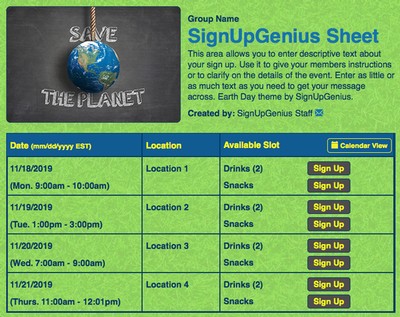 SAVE
THE PLANET
Group Name
SignUpGenius Sheet
This area allows you to enter descriptive text about
your sign up. Use it to give your members instructions
or to clarify on the details of the event. Enter as little or
as much text as you need to get your message
across. Earth Day theme by SignUpGenius.
Created by: SignUpGenius Staff
Date (mm/dd/yyyy EST) Location Available Slot Calendar View
11/18/2019 Location 1 Drinks (2) Sign Up
(Mon. 9:00am - 10:00am) Snacks Sign Up
11/19/2019 Location 2 Drinks (2) Sign Up
(Tue. 1:00pm - 3:00pm) Snacks Sign Up
11/20/2019 Location 3 Drinks (2) Sign Up
(Wed. 7:00am - 9:00am) Snacks Sign Up
11/21/2019 Location 4 Drinks (2) Sign Up
(Thurs. 11:00am - 12:01pm) Snacks Sign Up